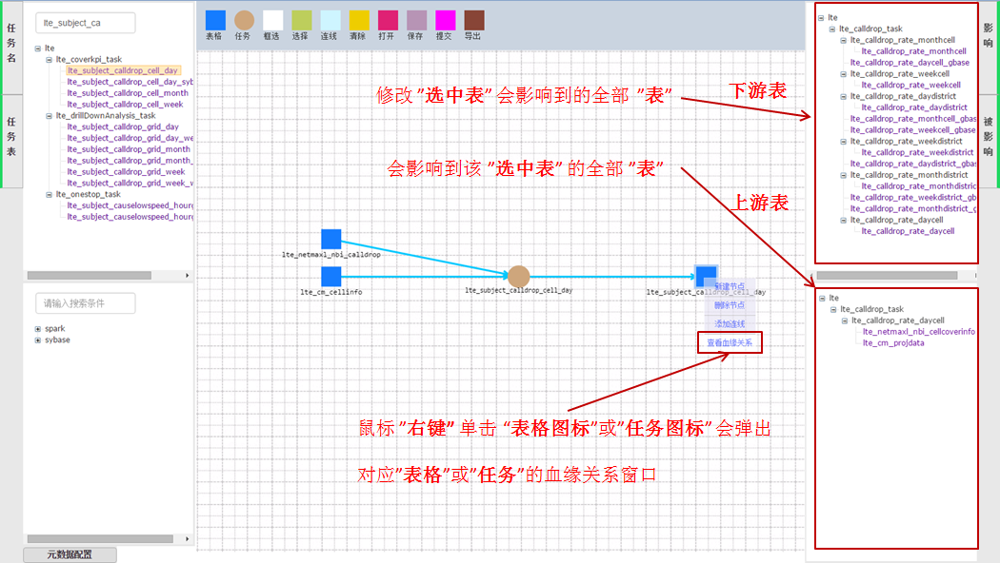 任务名
任务表
lte_subject_ca
lte
lte_coverkpi_task
lte_subject_calldrop_cell_day
lte_subject_calldrop_cell_day_syb
lte_subject_calldrop_cell_month
lte_subject_calldrop_cell_week
lte_drillDownAnalysis_task
lte_subject_calldrop_grid_day
lte_subject_calldrop_grid_day_we
lte_subject_calldrop_grid_month
lte_subject_calldrop_grid_month_
lte_subject_calldrop_grid_week
lte_subject_calldrop_grid_week_w
lte_onestop_task
lte_subject_causelowspeed_hourg
lte_subject_causelowspeed_hourg
请输入搜索条件
spark
sybase
元数据配置
表格 任务 框选 选择 连线 清除 打开 保存 提交 导出
修改 "选中表" 会影响到的全部 "表"
下游表
会影响到该 "选中表" 的全部 "表"
上游表
lte_netmaxl_nbi_calldrop
lte_cm_cellinfo
lte_subject_calldrop_cell_day
lte_subject_calldrop_cell_day
新建节点
删除节点
添加连线
查看血缘关系
鼠标 "右键" 单击 “表格图标"或"任务图标" 会弹出
对应"表格"或"任务"的血缘关系窗口
lte
lte_calldrop_task
lte_calldrop_rate_monthcell
lte_calldrop_rate_monthcell
lte_calldrop_rate_daycell_gbase
lte_calldrop_rate_weekcell
lte_calldrop_rate_weekcell
lte_calldrop_rate_daydistrict
lte_calldrop_rate_daydistrict
lte_calldrop_rate_monthcell_gbas
lte_calldrop_rate_weekcell_gbase
lte_calldrop_rate_weekdistrict
lte_calldrop_rate_weekdistrict
lte_calldrop_rate_daydistrict_gbas
lte_calldrop_rate_monthdistrict
lte_calldrop_rate_monthdistric
lte_calldrop_rate_weekdistrict_gb
lte_calldrop_rate_monthdistrict_g
lte_calldrop_rate_daycell
lte_calldrop_rate_daycell
lte
lte_calldrop_task
lte_calldrop_rate_daycell
lte_netmaxl_nbi_cellcoverinfo
lte_cm_projdata
影响
被影响